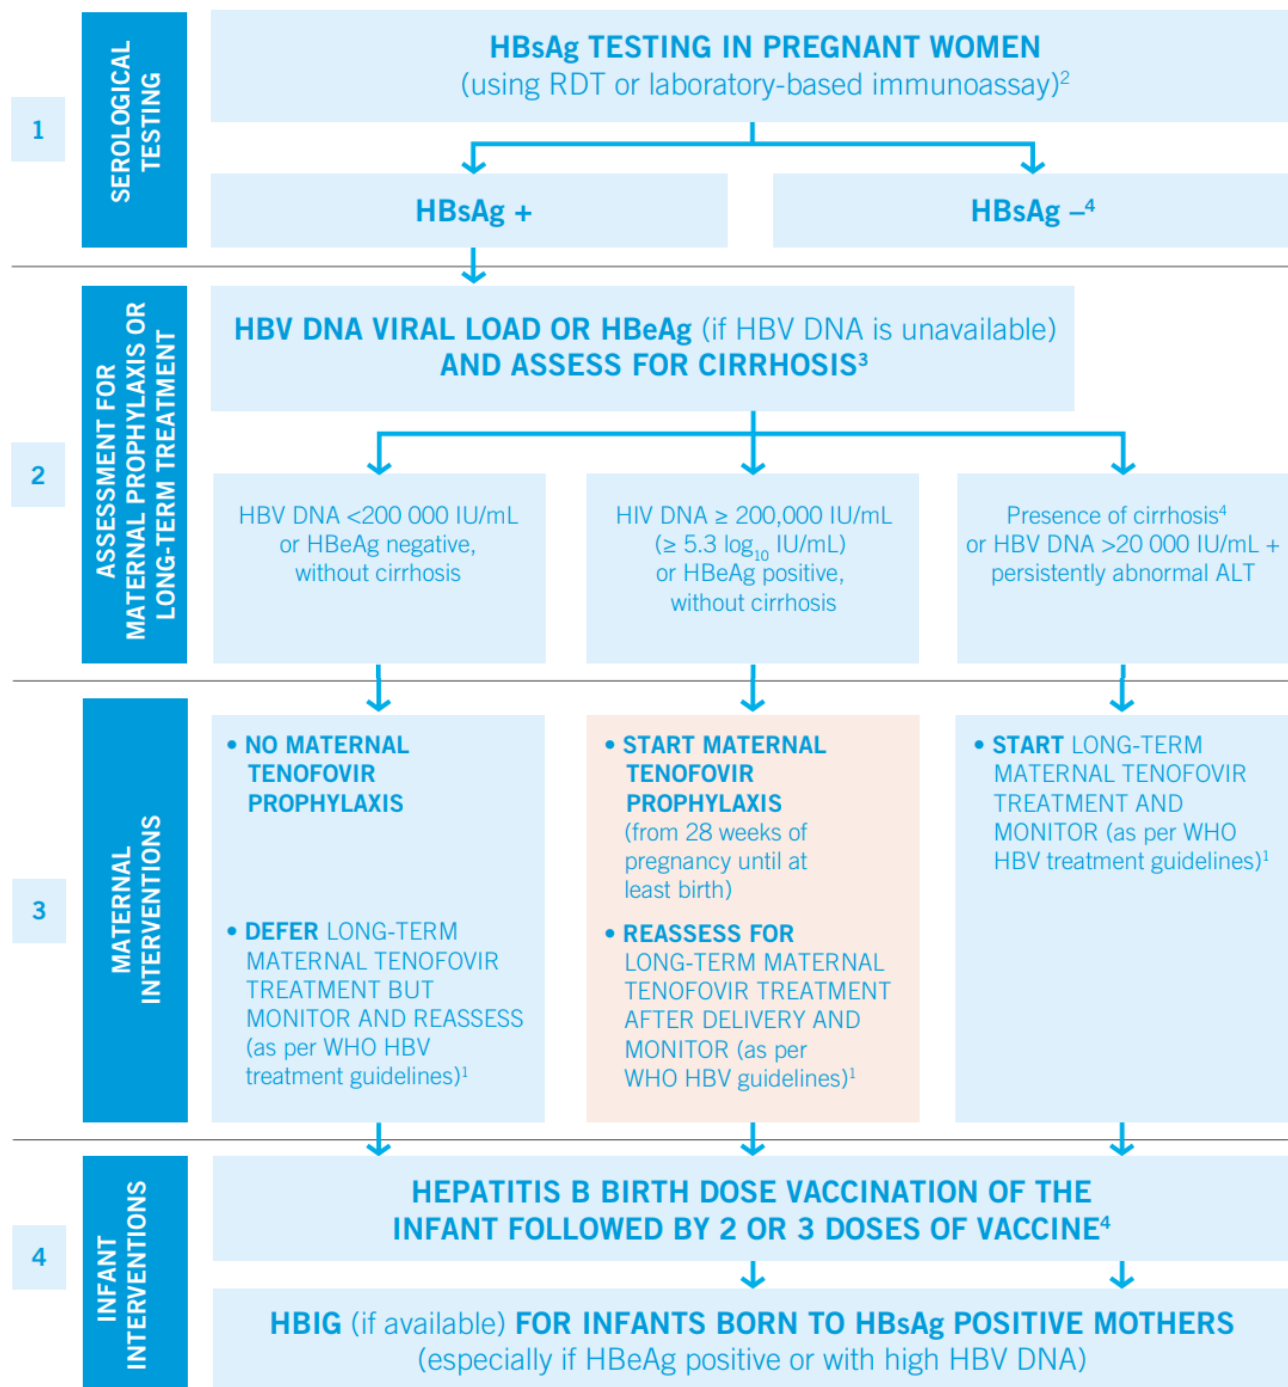 1
SEROLOGICAL
TESTING
HBsAg TESTING IN PREGNANT WOMEN
(using RDT or laboratory-based immunoassay)²
HBsAg +
HBsAg –⁴
2
ASSESSMENT FOR
MATERNAL PROPHYLAXIS OR
LONG-TERM TREATMENT
HBV DNA VIRAL LOAD OR HBeAg (if HBV DNA is unavailable)
AND ASSESS FOR CIRRHOSIS³
HBV DNA <200 000 IU/mL
or HBeAg negative,
without cirrhosis
HIV DNA ≥ 200,000 IU/mL
(≥ 5.3 log₁₀ IU/mL)
or HBeAg positive,
without cirrhosis
Presence of cirrhosis⁴
or HBV DNA >20 000 IU/mL +
persistently abnormal ALT
3
MATERNAL
INTERVENTIONS
• NO MATERNAL
TENOFOVIR
PROPHYLAXIS
• DEFER LONG-TERM
MATERNAL TENOFOVIR
TREATMENT BUT
MONITOR AND REASSESS
(as per WHO HBV
treatment guidelines)¹
• START MATERNAL
TENOFOVIR
PROPHYLAXIS
(from 28 weeks of
pregnancy until at
least birth)
• REASSESS FOR
LONG-TERM MATERNAL
TENOFOVIR TREATMENT
AFTER DELIVERY AND
MONITOR (as per
WHO HBV guidelines)¹
• START LONG-TERM
MATERNAL TENOFOVIR
TREATMENT AND
MONITOR (as per WHO
HBV treatment guidelines)¹
4
INFANT
INTERVENTIONS
HEPATITIS B BIRTH DOSE VACCINATION OF THE
INFANT FOLLOWED BY 2 OR 3 DOSES OF VACCINE⁴
HBIG (if available) FOR INFANTS BORN TO HBsAg POSITIVE MOTHERS
(especially if HBeAg positive or with high HBV DNA)